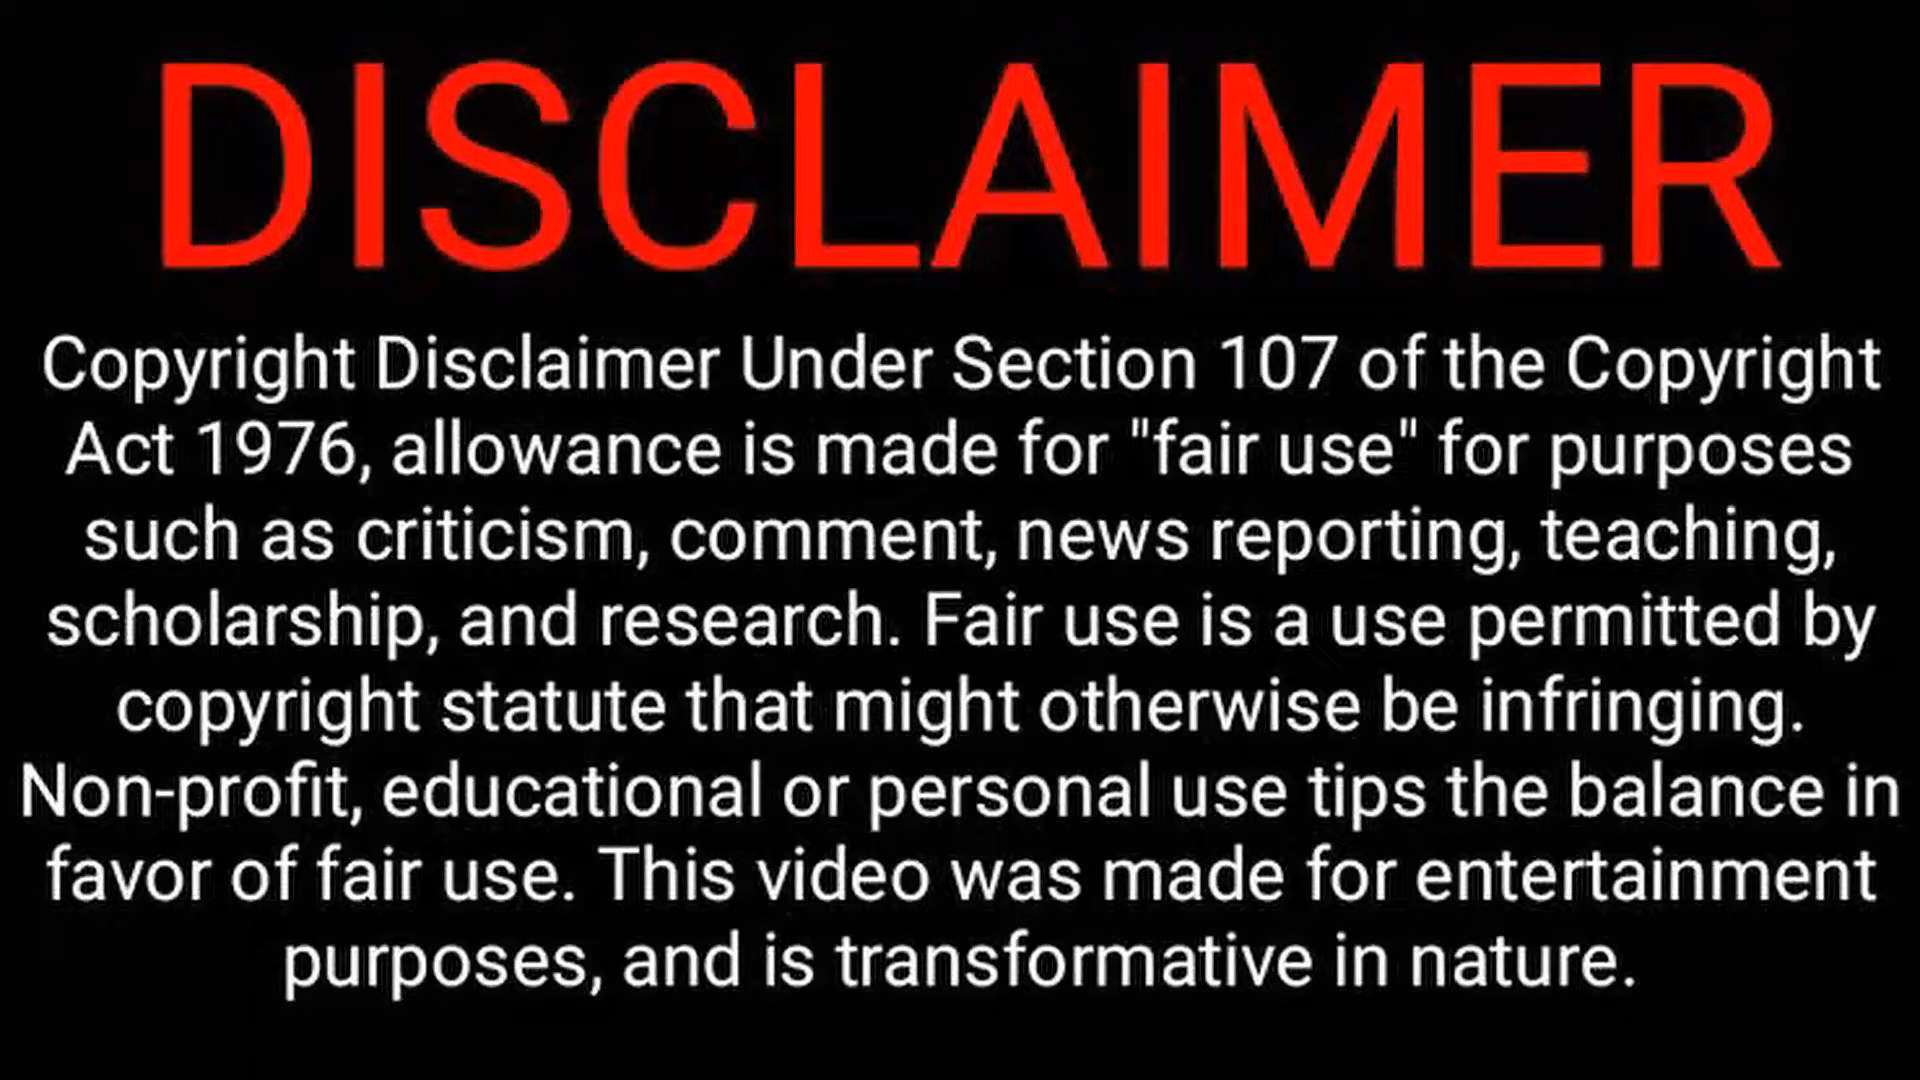 DISCLAIMER
Copyright Disclaimer Under Section 107 of the Copyright
Act 1976, allowance is made for "fair use" for purposes
such as criticism, comment, news reporting, teaching,
scholarship, and research. Fair use is a use permitted by
copyright statute that might otherwise be infringing.
Non-profit, educational or personal use tips the balance in
favor of fair use. This video was made for entertainment
purposes, and is transformative in nature.